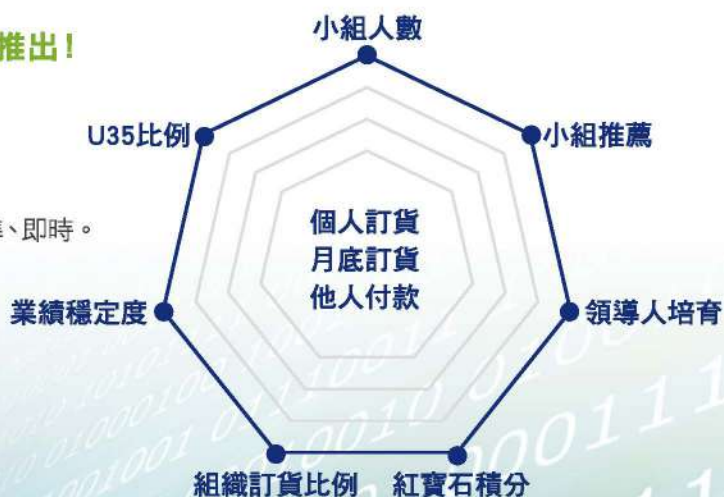 推出！
小組人數
U35比例
小組推薦
、即時。
個人訂貨
月底訂貨
他人付款
業績穩定度
領導人培育
組織訂貨比例
紅寶石積分